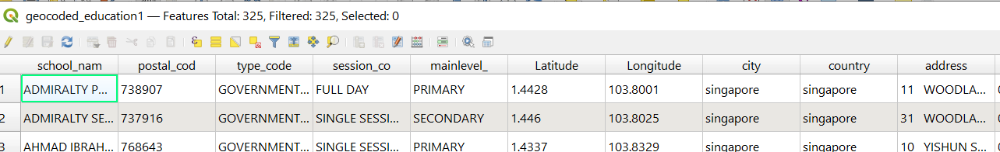 geocoded_education1 — Features Total: 325, Filtered: 325, Selected: 0
school_nam postal_cod type_code session_co mainlevel_ Latitude Longitude city country address
1 ADMIRALTY P... 738907 GOVERNMENT... FULL DAY PRIMARY 1.4428 103.8001 singapore singapore 11 WOODLA...
2 ADMIRALTY SE... 737916 GOVERNMENT... SINGLE SESSI... SECONDARY 1.446 103.8025 singapore singapore 31 WOODLA...
3 AHMAD IBRAH... 768643 GOVERNMENT... SINGLE SESSI... PRIMARY 1.4337 103.8329 singapore singapore 10 YISHUN S...